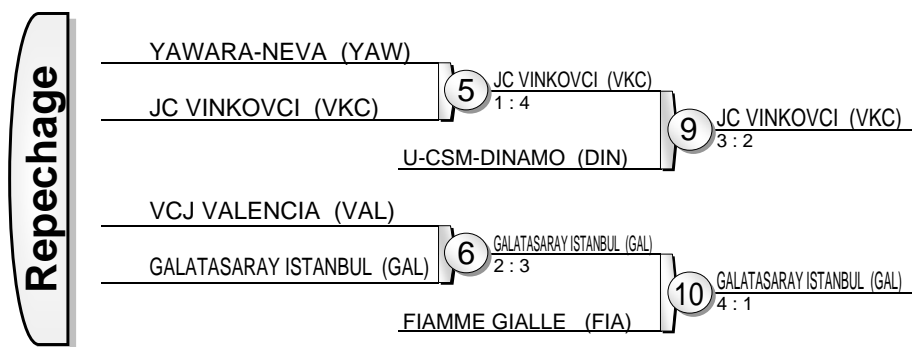 Repechage
YAWARA-NEVA (YAW)
JC VINKOVCI (VKC)
5
JC VINKOVCI (VKC)
1 : 4
U-CSM-DINAMO (DIN)
9
JC VINKOVCI (VKC)
3 : 2
VCJ VALENCIA (VAL)
GALATASARAY ISTANBUL (GAL)
6
GALATASARAY ISTANBUL (GAL)
2 : 3
FIAMME GIALLE (FIA)
10
GALATASARAY ISTANBUL (GAL)
4 : 1